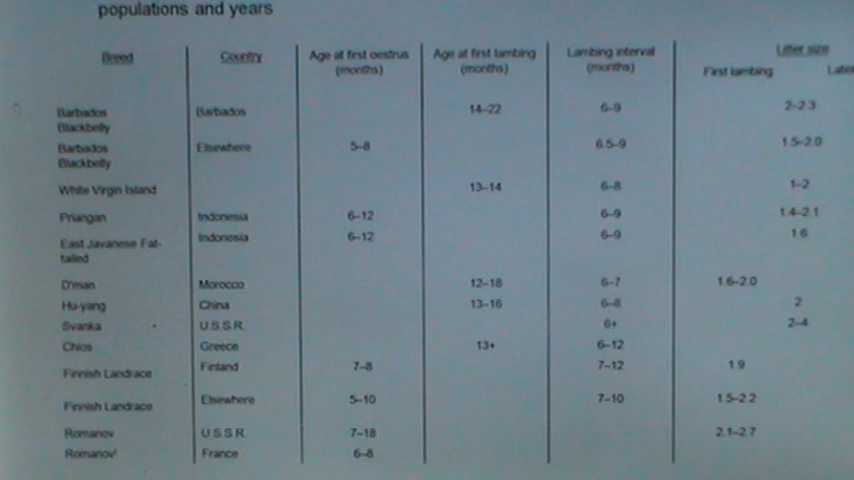 populations and years
Breed Country Age at first oestrus Age at first lambing Lambing interval Litter size
(months) (months) (months) First lambing Later
Barbados Barbados 14–22 6–9 2–2.3
Blackbelly
Barbados Elsewhere 5–8 6.5–9 1.5–2.0
Blackbelly
White Virgin Island 13–14 6–8 1–2
Priangan Indonesia 6–12 6–9 1.4–2.1
East Javanese Fat- Indonesia 6–12 6–9 1.6
tailed
D'man Morocco 12–18 6–7 1.6–2.0
Hu-yang China 13–16 6–8 2
Svanka U.S.S.R. 6+ 2–4
Chios Greece 13+ 6–12
Finnish Landrace Finland 7–8 7–12 1.9
Finnish Landrace Elsewhere 5–10 7–10 1.5–2.2
Romanov U.S.S.R. 7–18 2.1–2.7
Romanov France 6–8